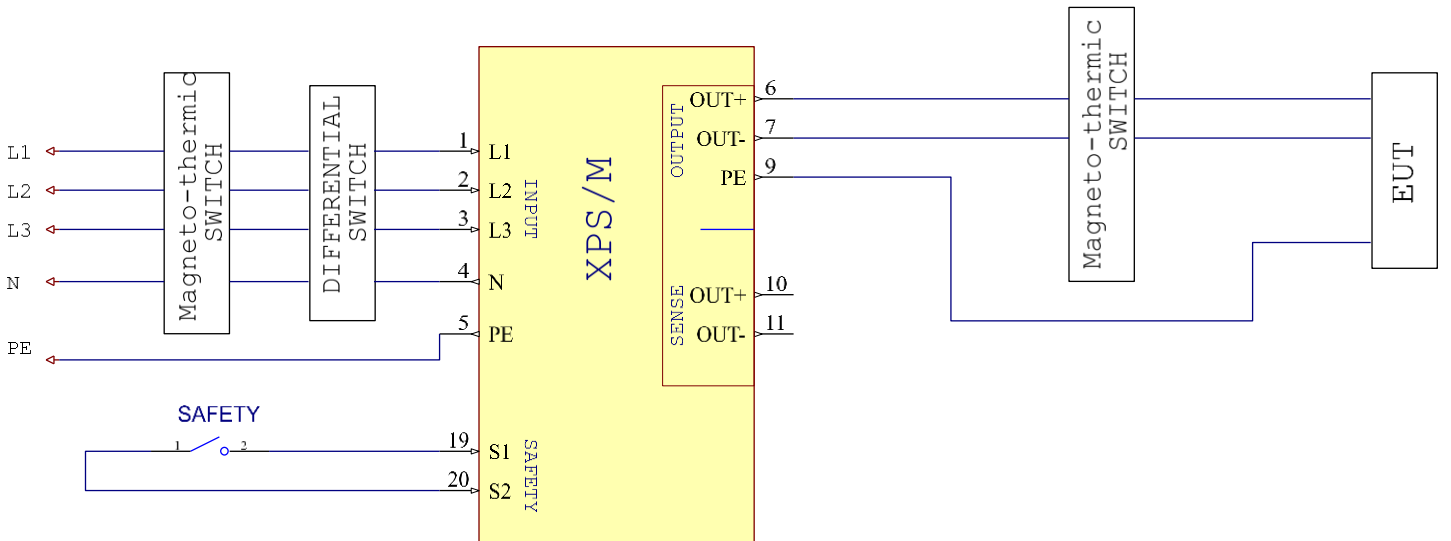 L1
L2
L3
N
PE
Magneto-thermic
SWITCH
DIFFERENTIAL
SWITCH
1
2
3
4
5
L1
L2
L3
N
PE
INPUT
XPS/M
OUTPUT
OUT+
OUT-
PE
6
7
9
SENSE
OUT+
OUT-
10
11
Magneto-thermic
SWITCH
EUT
SAFETY
1
2
19
20
S1
S2
SAFETY